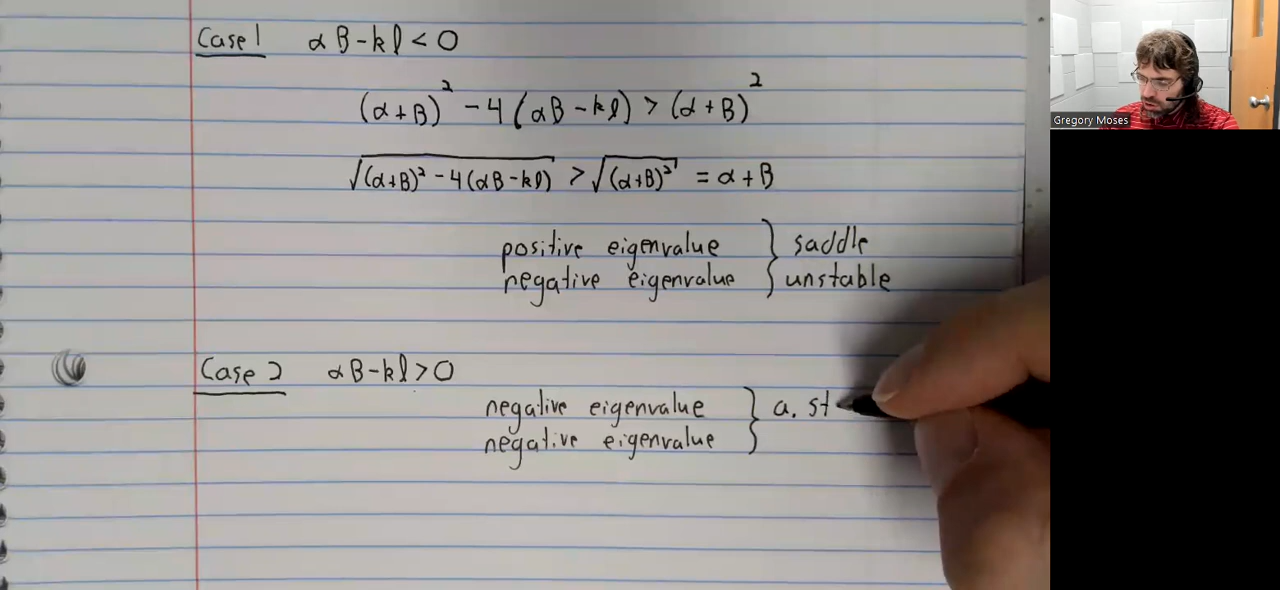 Case 1 αβ-kl < 0
(α+β)² - 4(αβ-kl) > (α+β)²
√((α+β)² - 4(αβ-kl)) > √((α+β)²) = α+β
positive eigenvalue } saddle
negative eigenvalue } unstable
Case 2 αβ-kl > 0
negative eigenvalue } a. st
negative eigenvalue
Gregory Moses